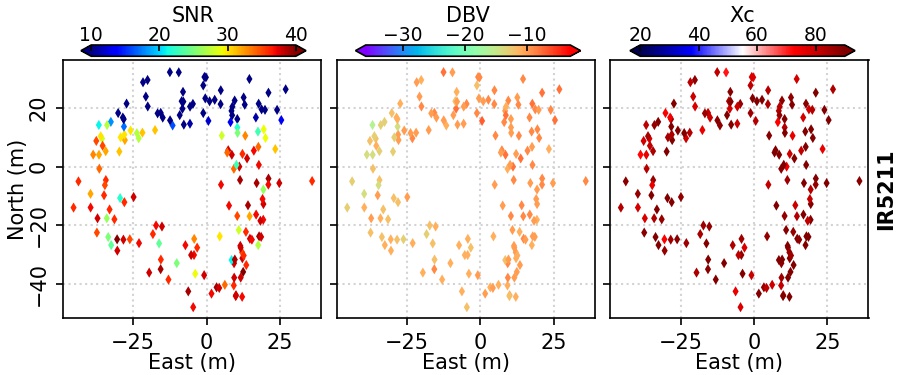 SNR DBV Xc
10 20 30 40 −30 −20 −10 20 40 60 80
North (m)
20
0
−20
−40
−25 0 25 −25 0 25 −25 0 25
East (m) East (m) East (m)
IR5211